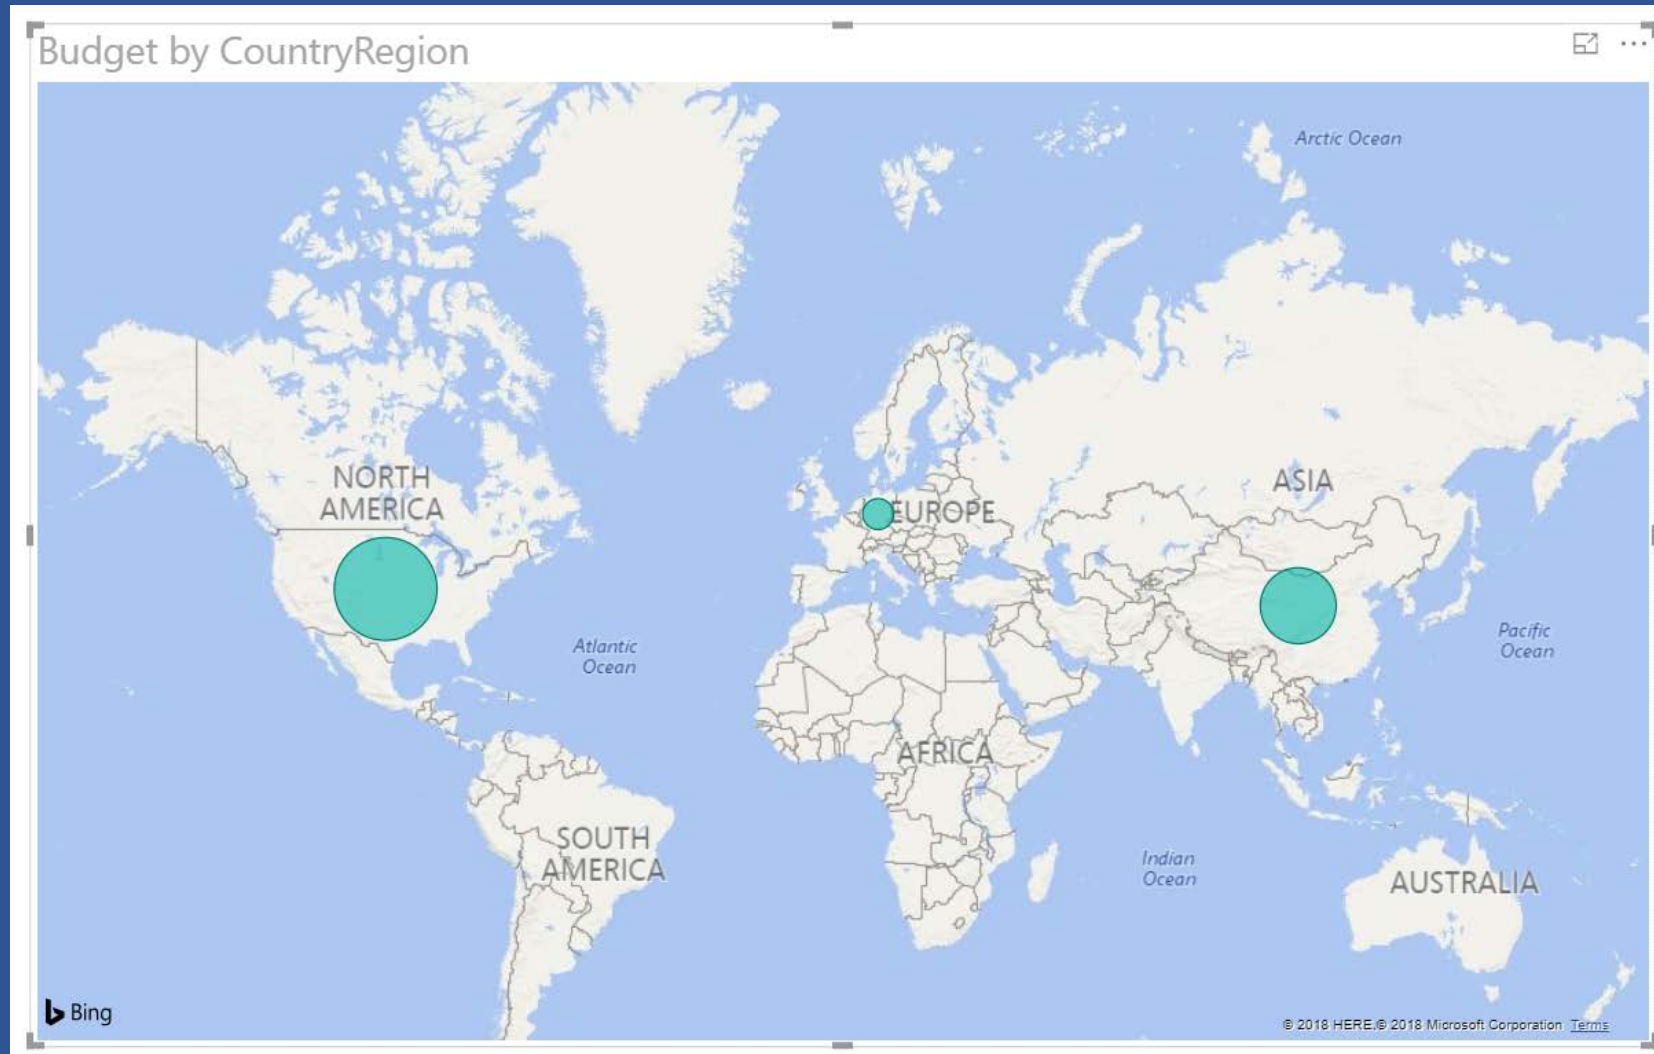 Budget by CountryRegion
Arctic Ocean
NORTH
AMERICA
EUROPE
ASIA
Atlantic
Ocean
Pacific
Ocean
AFRICA
SOUTH
AMERICA
Indian
Ocean
AUSTRALIA
Bing
© 2018 HERE,© 2018 Microsoft Corporation Terms